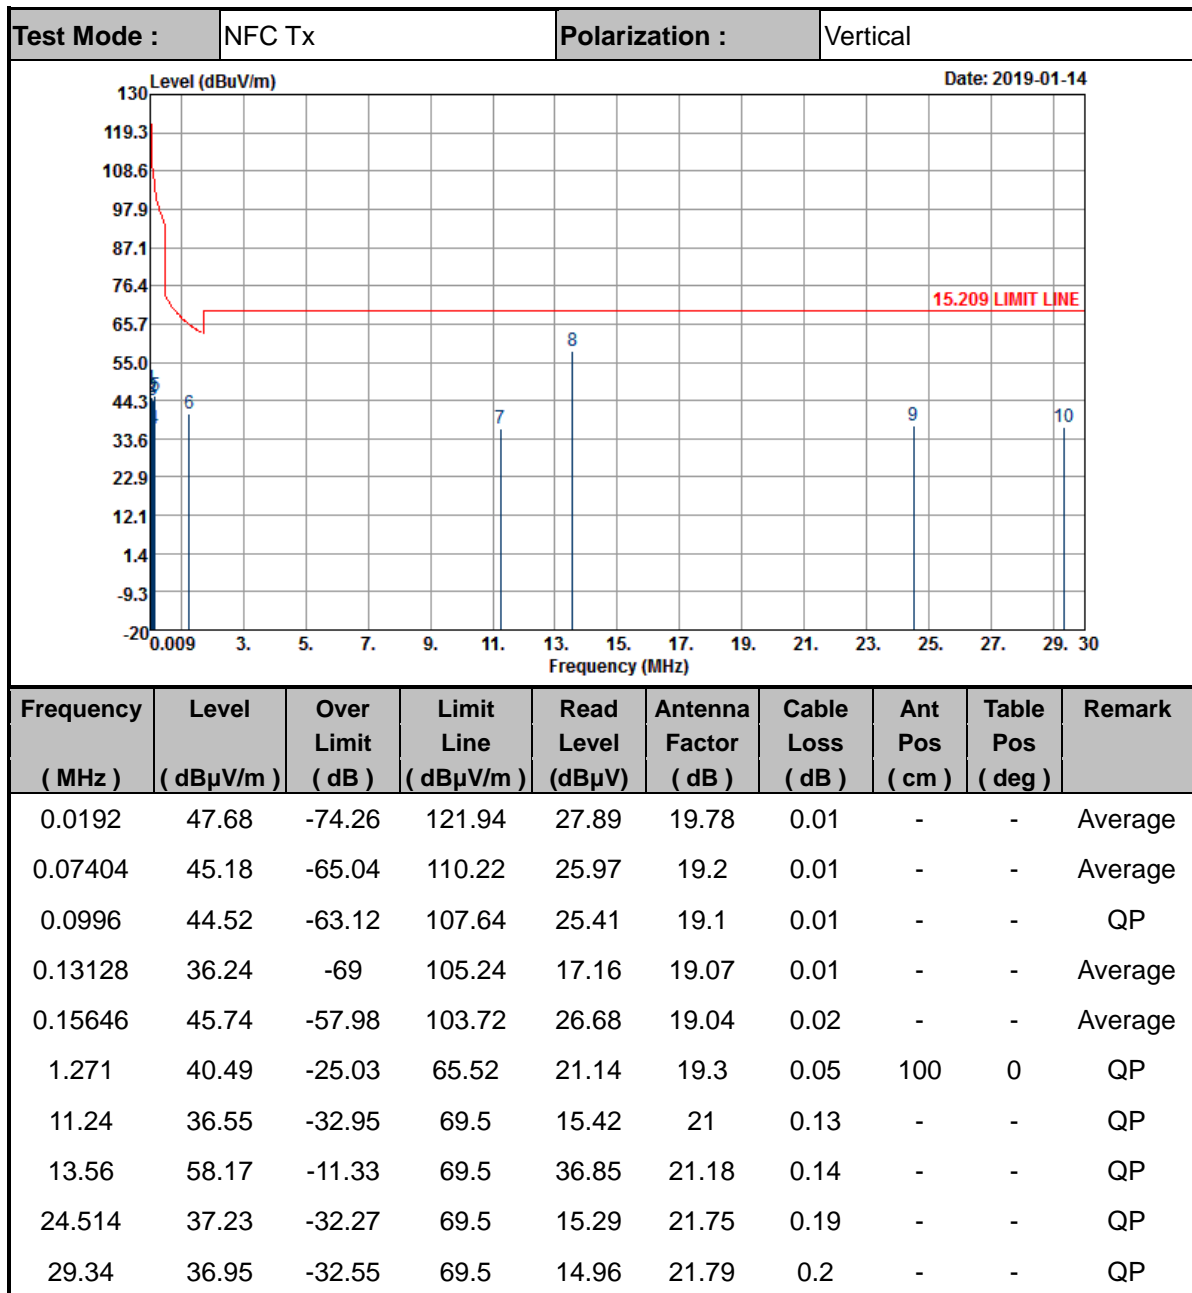 Test Mode : NFC Tx Polarization : Vertical
Level (dBuV/m) Date: 2019-01-14
130
119.3
108.6
97.9
87.1
76.4
15.209 LIMIT LINE
65.7
8
55.0
5
44.3 6 7 9 10
4
33.6
22.9
12.1
1.4
-9.3
-20
0.009 3. 5. 7. 9. 11. 13. 15. 17. 19. 21. 23. 25. 27. 29. 30
Frequency (MHz)
Frequency Level Over Limit Read Antenna Cable Ant Table Remark
Limit Line Level Factor Loss Pos Pos
( MHz ) ( dBµV/m ) ( dB ) ( dBµV/m ) (dBµV) ( dB ) ( dB ) ( cm ) ( deg )
0.0192 47.68 -74.26 121.94 27.89 19.78 0.01 - - Average
0.07404 45.18 -65.04 110.22 25.97 19.2 0.01 - - Average
0.0996 44.52 -63.12 107.64 25.41 19.1 0.01 - - QP
0.13128 36.24 -69 105.24 17.16 19.07 0.01 - - Average
0.15646 45.74 -57.98 103.72 26.68 19.04 0.02 - - Average
1.271 40.49 -25.03 65.52 21.14 19.3 0.05 100 0 QP
11.24 36.55 -32.95 69.5 15.42 21 0.13 - - QP
13.56 58.17 -11.33 69.5 36.85 21.18 0.14 - - QP
24.514 37.23 -32.27 69.5 15.29 21.75 0.19 - - QP
29.34 36.95 -32.55 69.5 14.96 21.79 0.2 - - QP